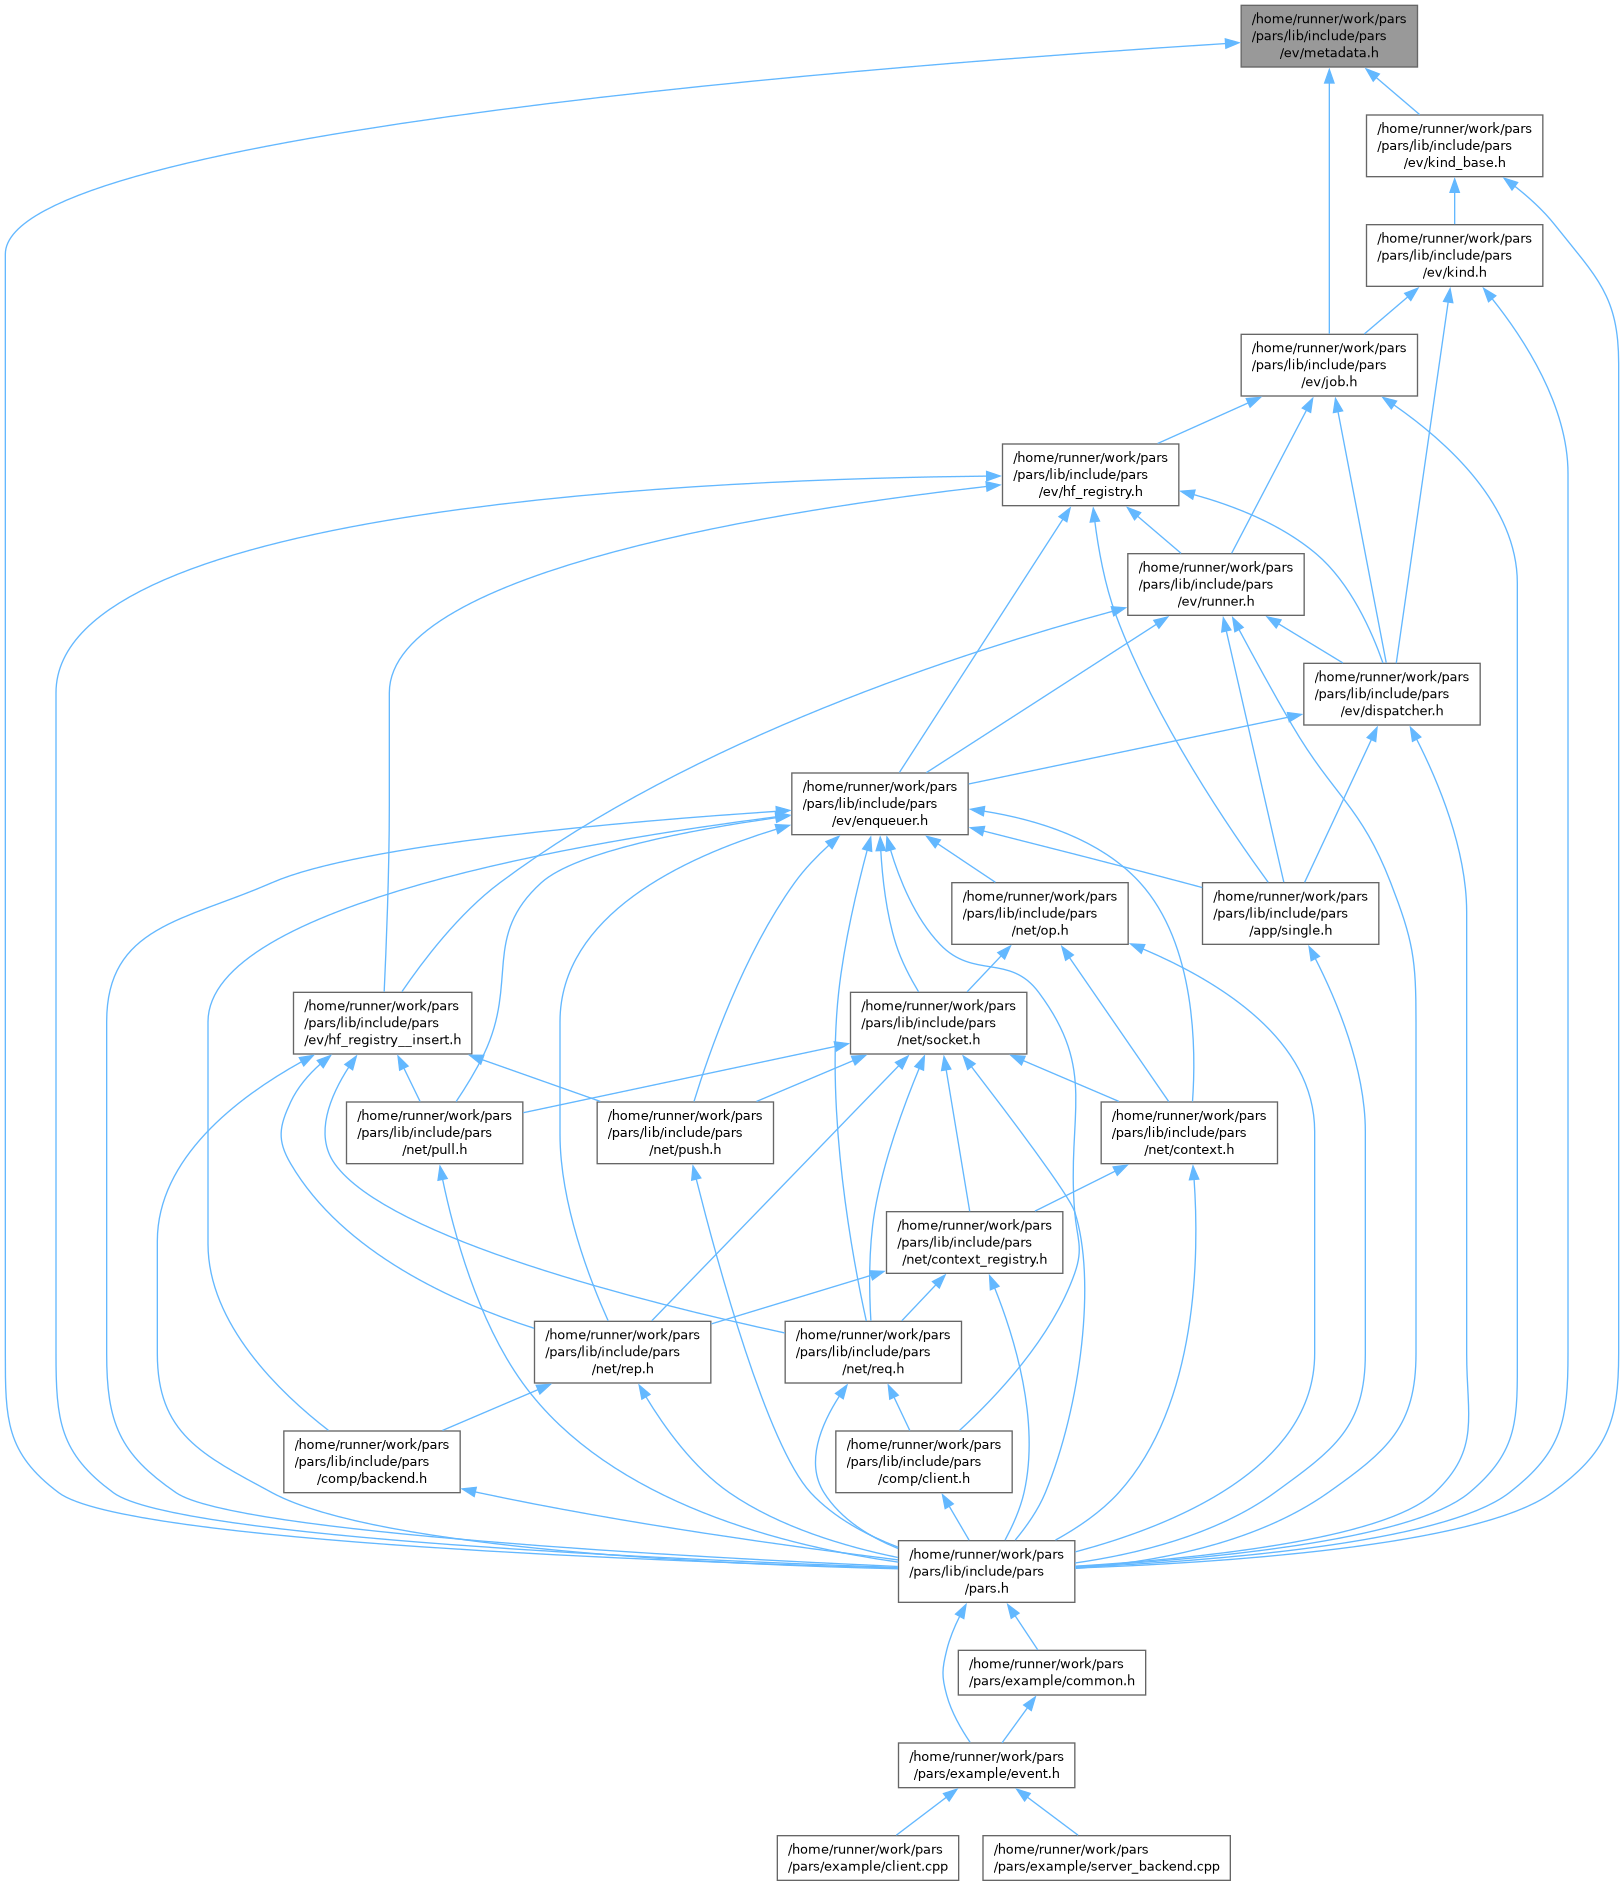 /home/runner/work/pars
/pars/lib/include/pars
/ev/metadata.h
/home/runner/work/pars
/pars/lib/include/pars
/ev/kind_base.h
/home/runner/work/pars
/pars/lib/include/pars
/ev/kind.h
/home/runner/work/pars
/pars/lib/include/pars
/ev/job.h
/home/runner/work/pars
/pars/lib/include/pars
/ev/hf_registry.h
/home/runner/work/pars
/pars/lib/include/pars
/ev/runner.h
/home/runner/work/pars
/pars/lib/include/pars
/ev/dispatcher.h
/home/runner/work/pars
/pars/lib/include/pars
/ev/enqueuer.h
/home/runner/work/pars
/pars/lib/include/pars
/net/op.h
/home/runner/work/pars
/pars/lib/include/pars
/app/single.h
/home/runner/work/pars
/pars/lib/include/pars
/ev/hf_registry__insert.h
/home/runner/work/pars
/pars/lib/include/pars
/net/socket.h
/home/runner/work/pars
/pars/lib/include/pars
/net/pull.h
/home/runner/work/pars
/pars/lib/include/pars
/net/push.h
/home/runner/work/pars
/pars/lib/include/pars
/net/context.h
/home/runner/work/pars
/pars/lib/include/pars
/net/context_registry.h
/home/runner/work/pars
/pars/lib/include/pars
/net/rep.h
/home/runner/work/pars
/pars/lib/include/pars
/net/req.h
/home/runner/work/pars
/pars/lib/include/pars
/comp/backend.h
/home/runner/work/pars
/pars/lib/include/pars
/comp/client.h
/home/runner/work/pars
/pars/lib/include/pars
/pars.h
/home/runner/work/pars
/pars/example/common.h
/home/runner/work/pars
/pars/example/event.h
/home/runner/work/pars
/pars/example/client.cpp
/home/runner/work/pars
/pars/example/server_backend.cpp